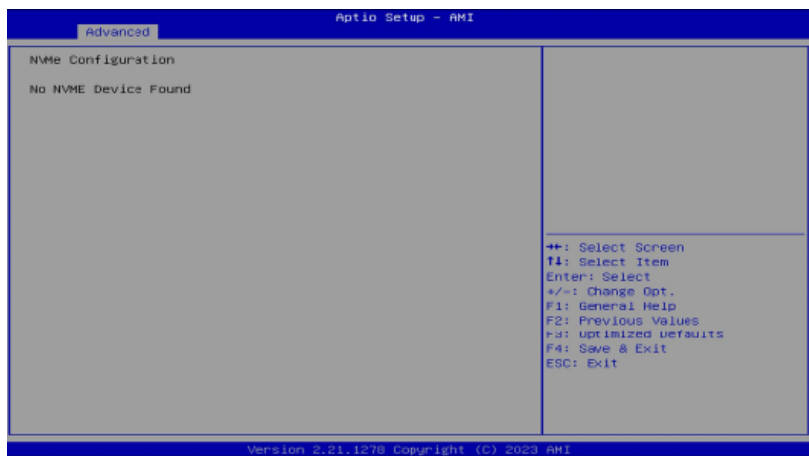 Aptio Setup - AMI
Advanced
NVMe Configuration
No NVME Device Found
→←: Select Screen
↑↓: Select Item
Enter: Select
+/-: Change Opt.
F1: General Help
F2: Previous Values
F3: Optimized Defaults
F4: Save & Exit
ESC: Exit
Version 2.21.1278 Copyright (C) 2023 AMI